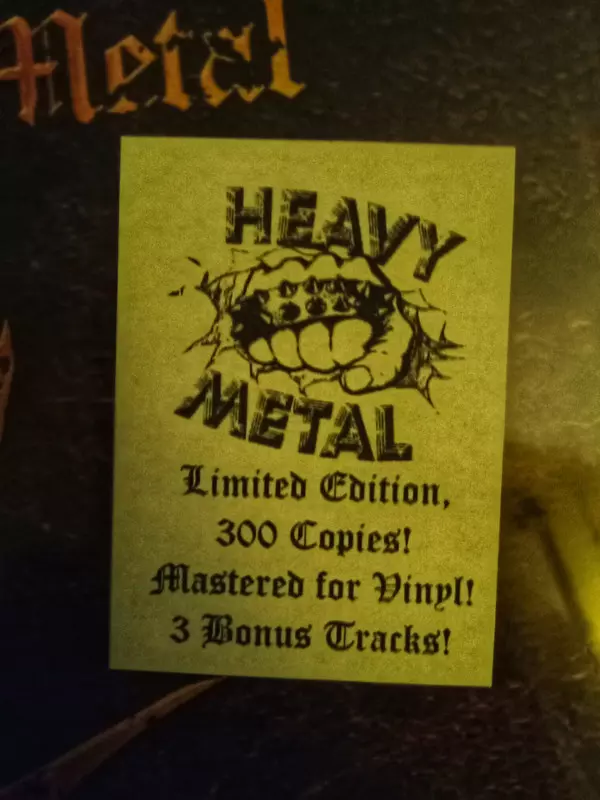 Metal
HEAVY
METAL
Limited Edition,
300 Copies!
Mastered for Vinyl!
3 Bonus Tracks!